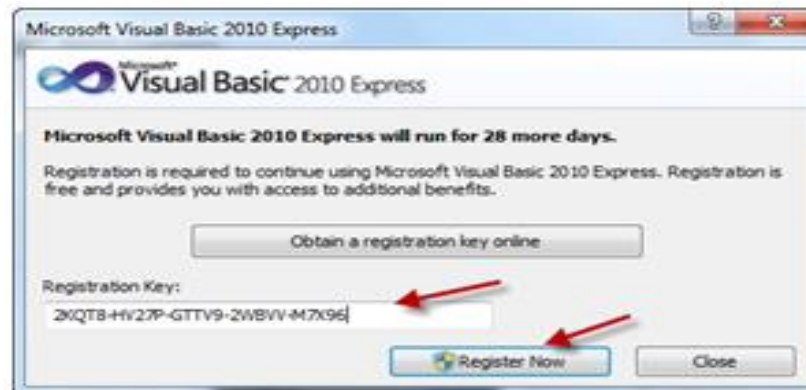 Microsoft Visual Basic 2010 Express
Microsoft
Visual Basic 2010 Express
Microsoft Visual Basic 2010 Express will run for 28 more days.
Registration is required to continue using Microsoft Visual Basic 2010 Express. Registration is
free and provides you with access to additional benefits.
Obtain a registration key online
Registration Key:
2KQT8-HV27P-GTTV9-2WBVV-M7X96
Register Now
Close